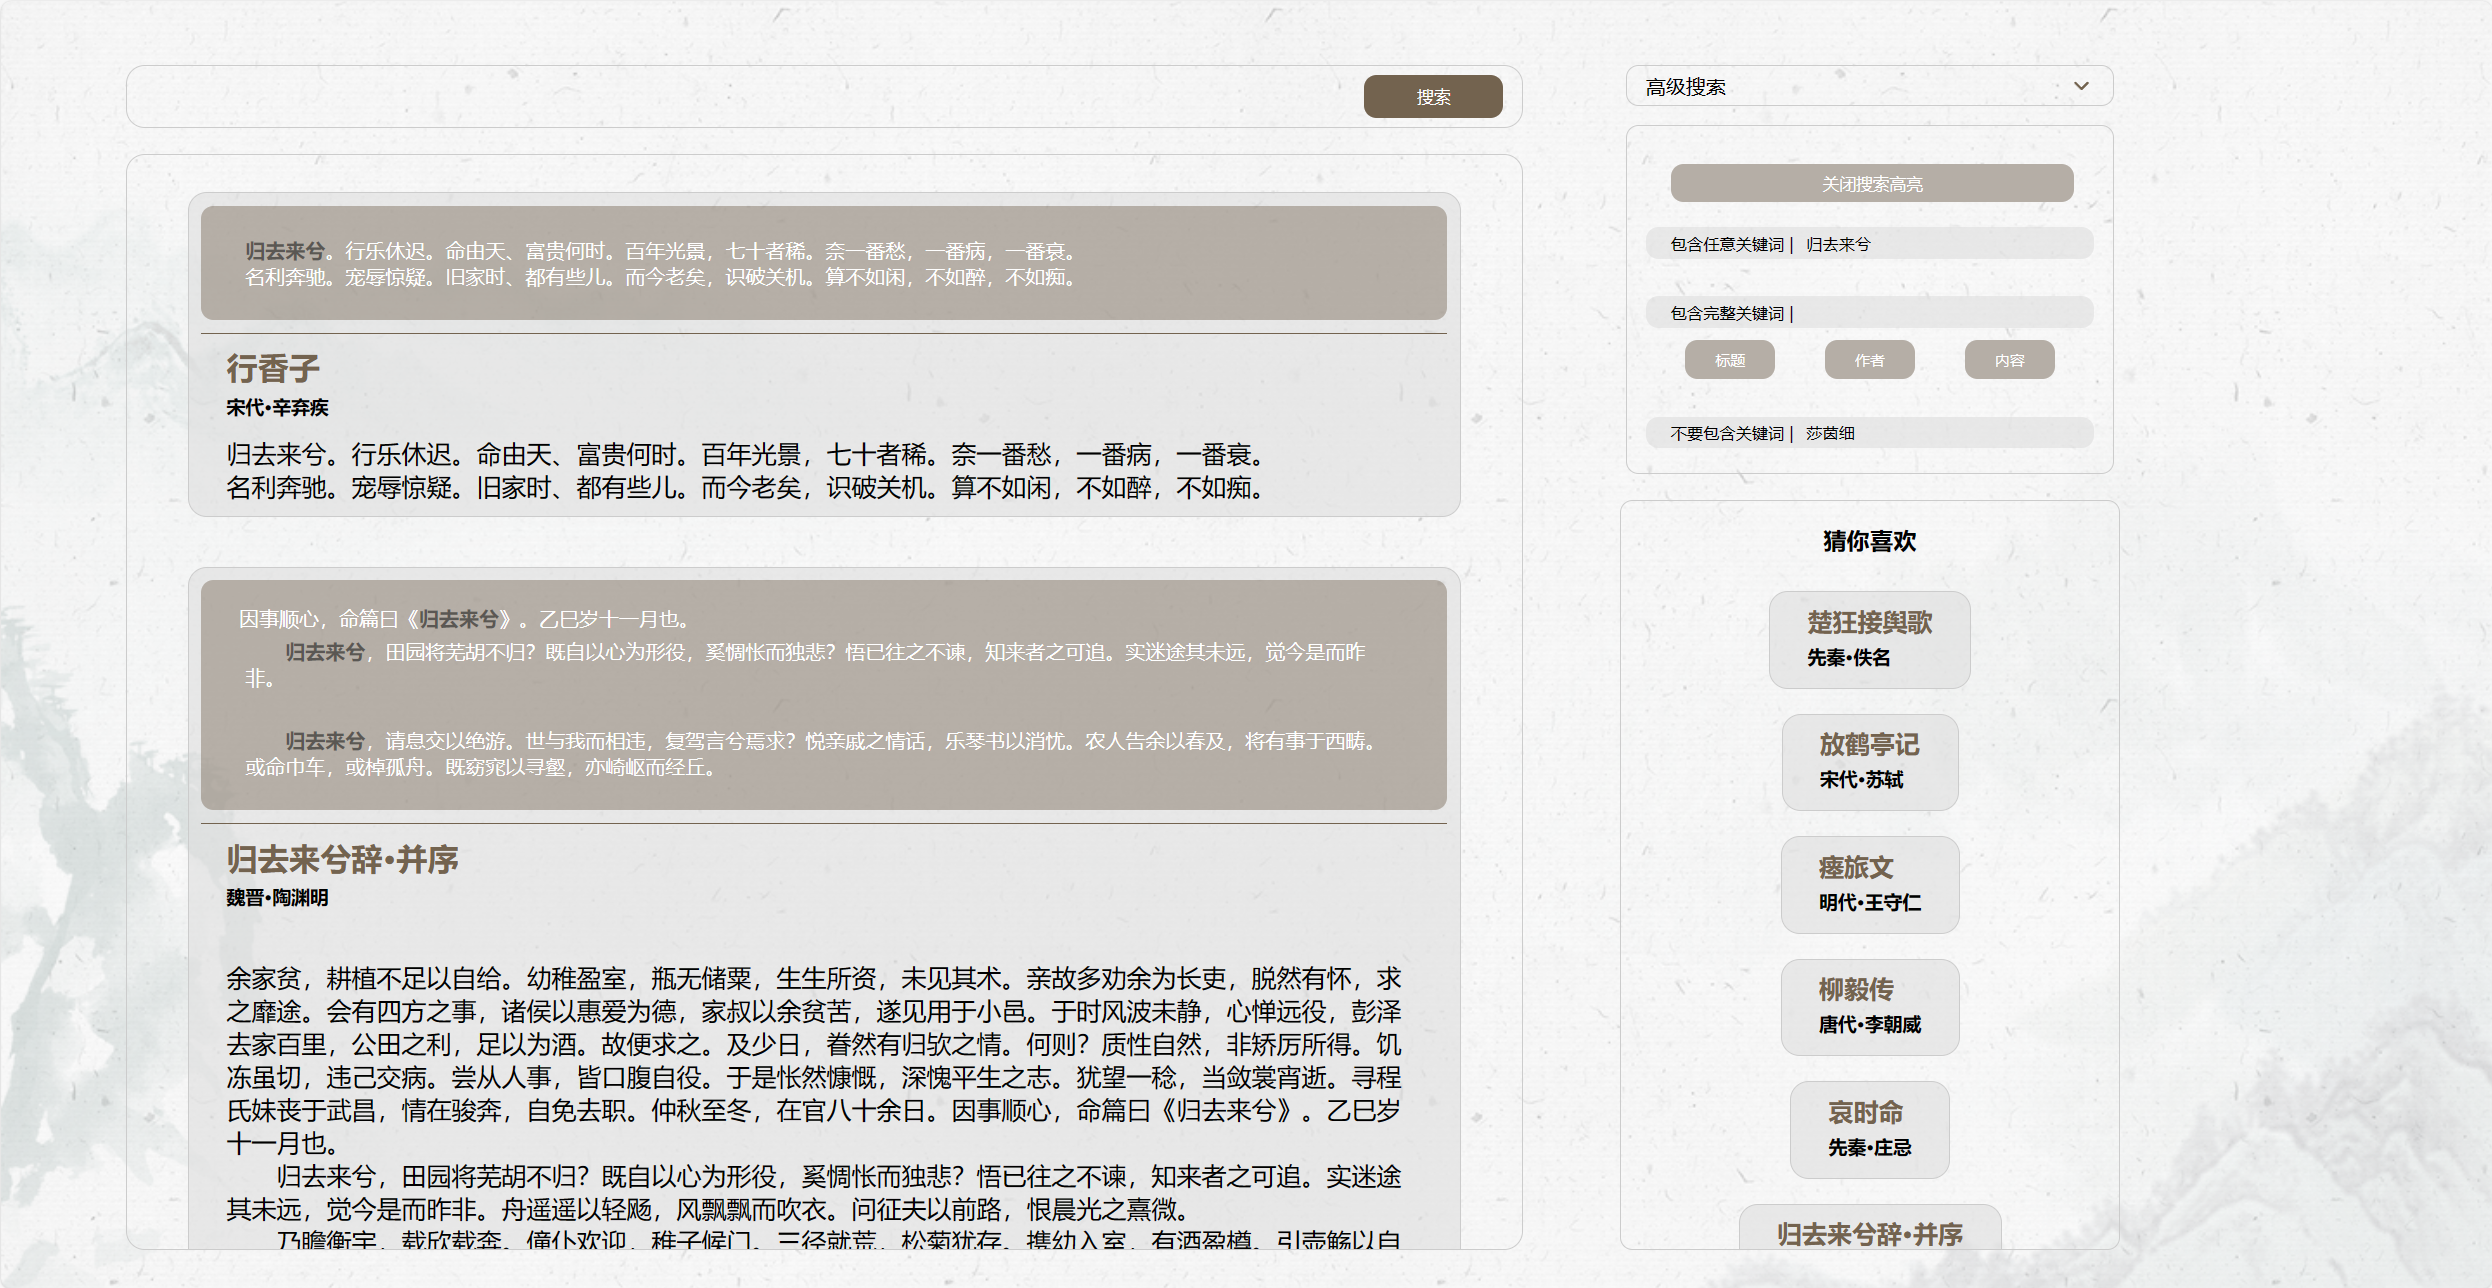 搜索
归去来兮。行乐休迟。命由天、富贵何时。百年光景，七十者稀。奈一番愁，一番病，一番衰。
名利奔驰。宠辱惊疑。旧家时、都有些儿。而今老矣，识破关机。算不如闲，不如醉，不如痴。
行香子
宋代·辛弃疾
归去来兮。行乐休迟。命由天、富贵何时。百年光景，七十者稀。奈一番愁，一番病，一番衰。
名利奔驰。宠辱惊疑。旧家时、都有些儿。而今老矣，识破关机。算不如闲，不如醉，不如痴。
因事顺心，命篇曰《归去来兮》。乙巳岁十一月也。
归去来兮，田园将芜胡不归？既自以心为形役，奚惆怅而独悲？悟已往之不谏，知来者之可追。实迷途其未远，觉今是而昨
非。
归去来兮，请息交以绝游。世与我而相违，复驾言兮焉求？悦亲戚之情话，乐琴书以消忧。农人告余以春及，将有事于西畴。
或命巾车，或棹孤舟。既窈窕以寻壑，亦崎岖而经丘。
归去来兮辞·并序
魏晋·陶渊明
余家贫，耕植不足以自给。幼稚盈室，瓶无储粟，生生所资，未见其术。亲故多劝余为长吏，脱然有怀，求
之靡途。会有四方之事，诸侯以惠爱为德，家叔以余贫苦，遂见用于小邑。于时风波未静，心惮远役，彭泽
去家百里，公田之利，足以为酒。故便求之。及少日，眷然有归欤之情。何则？质性自然，非矫厉所得。饥
冻虽切，违己交病。尝从人事，皆口腹自役。于是怅然慷慨，深愧平生之志。犹望一稔，当敛裳宵逝。寻程
氏妹丧于武昌，情在骏奔，自免去职。仲秋至冬，在官八十余日。因事顺心，命篇曰《归去来兮》。乙巳岁
十一月也。
归去来兮，田园将芜胡不归？既自以心为形役，奚惆怅而独悲？悟已往之不谏，知来者之可追。实迷途
其未远，觉今是而昨非。舟遥遥以轻飏，风飘飘而吹衣。问征夫以前路，恨晨光之熹微。
乃瞻衡宇，载欣载奔。僮仆欢迎，稚子候门。三径就荒，松菊犹存。携幼入室，有酒盈樽。引壶觞以自
高级搜索
关闭搜索高亮
包含任意关键词 | 归去来兮
包含完整关键词 |
标题
作者
内容
不要包含关键词 | 莎茵细
猜你喜欢
楚狂接舆歌
先秦·佚名
放鹤亭记
宋代·苏轼
瘗旅文
明代·王守仁
柳毅传
唐代·李朝威
哀时命
先秦·庄忌
归去来兮辞·并序